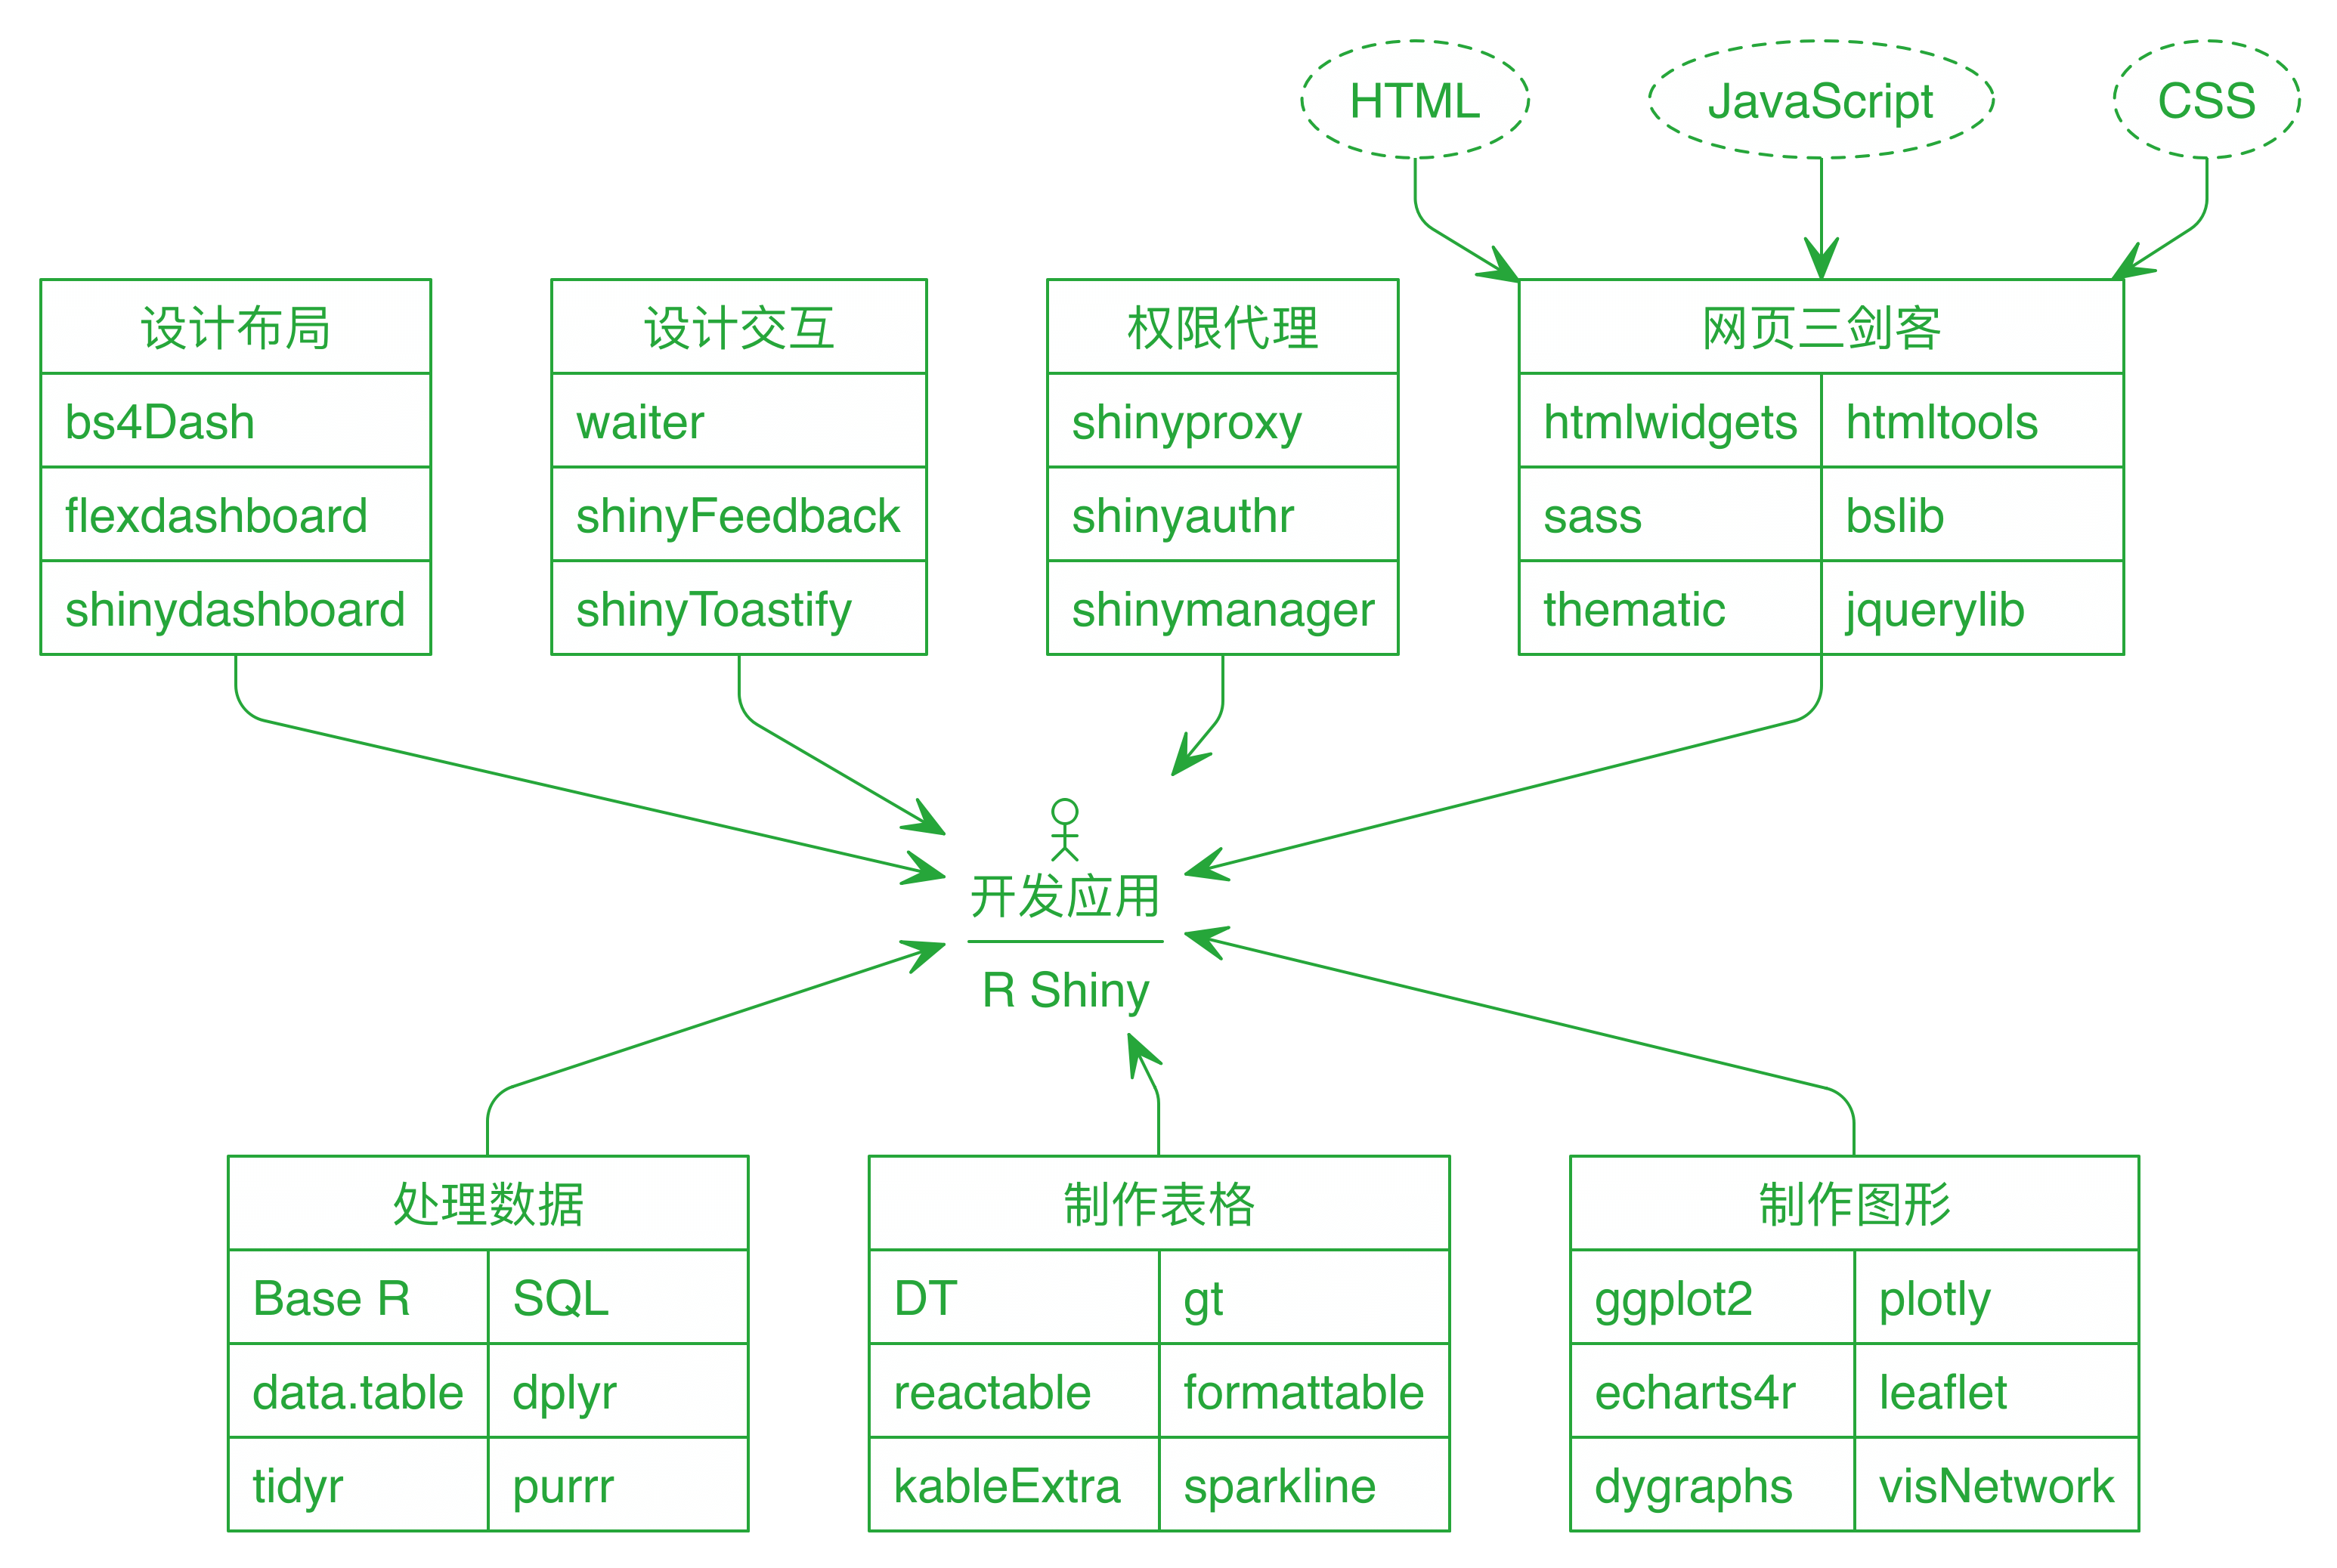 HTML
JavaScript
CSS
设计布局
bs4Dash
flexdashboard
shinydashboard
设计交互
waiter
shinyFeedback
shinyToastify
权限代理
shinyproxy
shinyauthr
shinymanager
网页三剑客
htmlwidgets
htmltools
sass
bslib
thematic
jquerylib
开发应用
R Shiny
处理数据
Base R
SQL
data.table
dplyr
tidyr
purrr
制作表格
DT
gt
reactable
formattable
kableExtra
sparkline
制作图形
ggplot2
plotly
echarts4r
leaflet
dygraphs
visNetwork